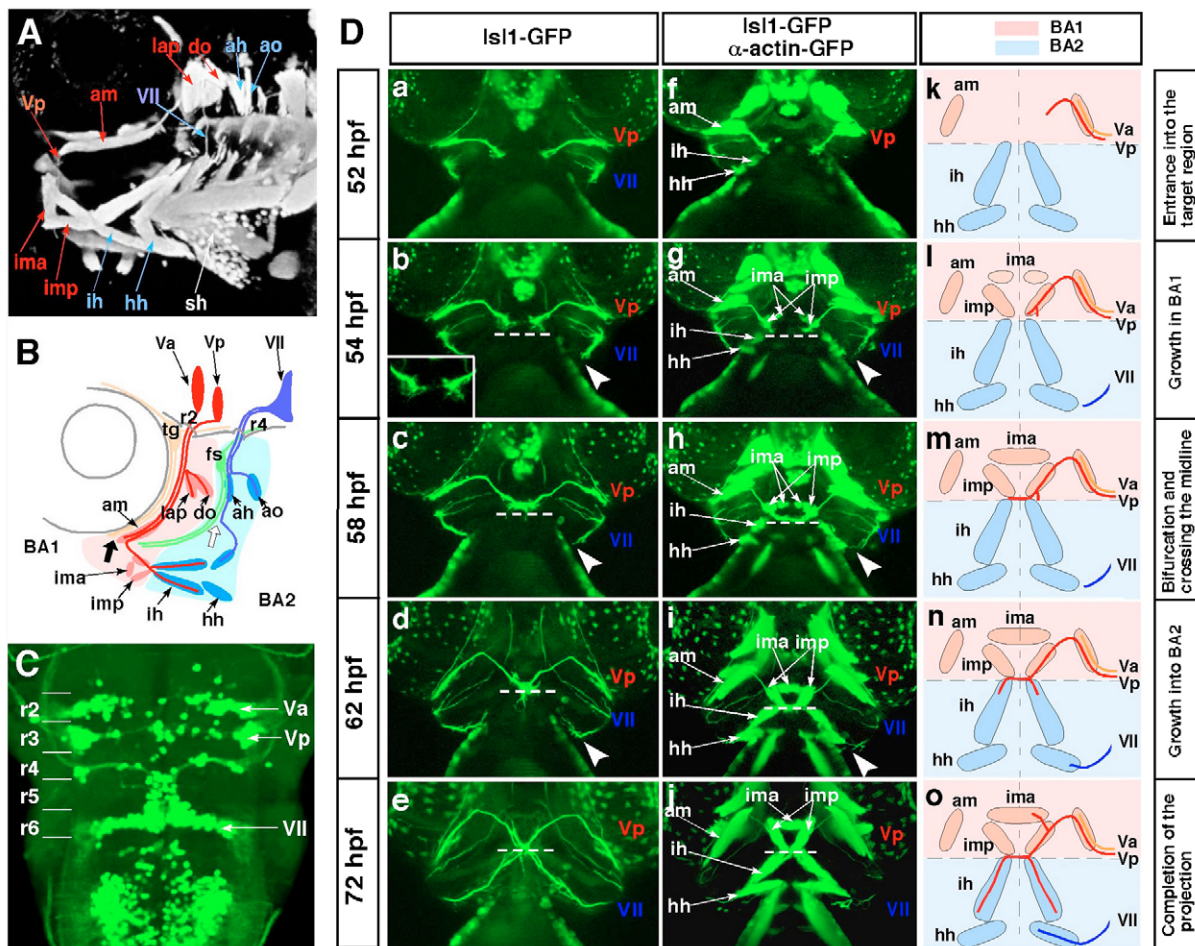 A
lap do ah ao
VII
am
Vp
ima
imp
ih
hh
sh
B
Va
Vp
VII
r2
tg
r4
fs
am
lap
do
ah
ao
BA1
ima
imp
ih
hh
BA2
C
r2
r3
r4
r5
r6
Va
Vp
VII
D
Isl1-GFP
Isl1-GFP
α-actin-GFP
BA1
BA2
52 hpf
a
Vp
VII
f
am
ih
hh
Vp
k
am
Va
Vp
ih
hh
Entrance into the
target region
54 hpf
b
Vp
VII
g
ima
imp
am
ih
hh
Vp
VII
l
am
ima
imp
Va
Vp
ih
hh
VII
Growth in BA1
58 hpf
c
Vp
VII
h
ima
imp
am
ih
hh
Vp
VII
m
am
ima
imp
Va
Vp
ih
hh
VII
Bifurcation and
crossing the midline
62 hpf
d
Vp
VII
i
ima imp
am
ih
hh
Vp
VII
n
am
ima
imp
Va
Vp
ih
hh
VII
Growth into BA2
72 hpf
e
Vp
VII
j
ima
imp
am
ih
hh
Vp
VII
o
am
ima
imp
Va
Vp
ih
hh
VII
Completion of the
projection